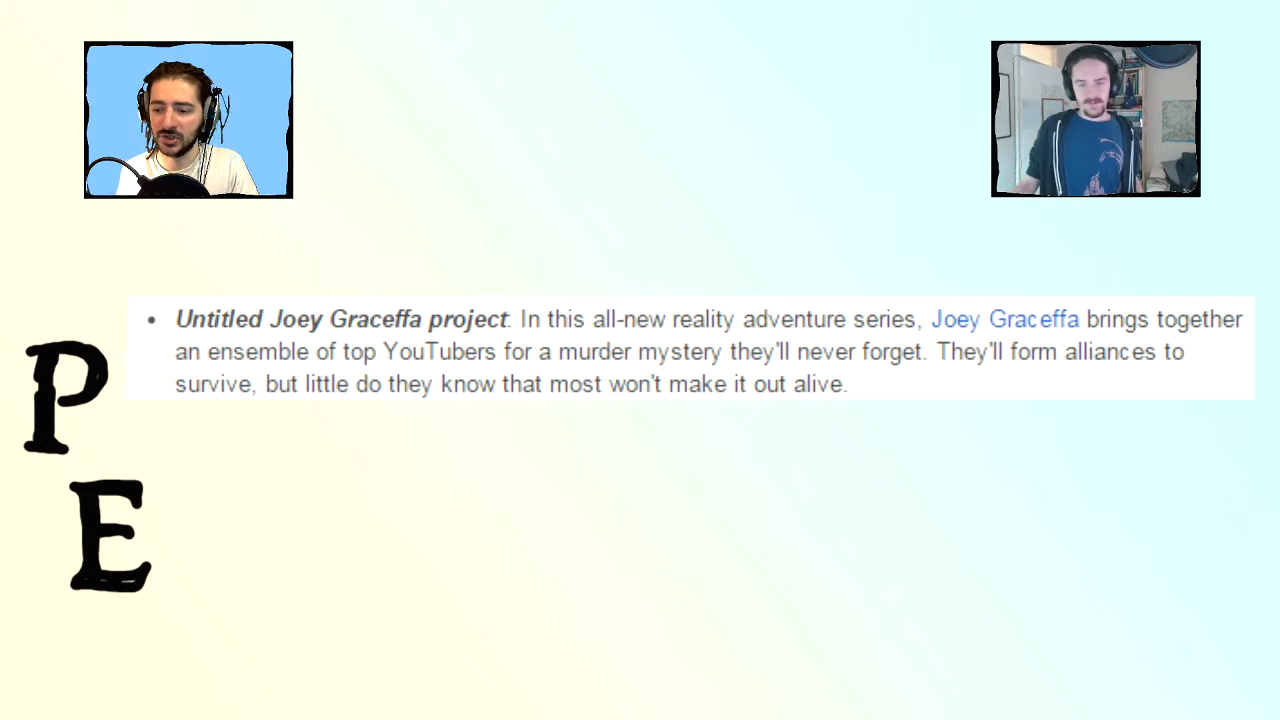 • Untitled Joey Graceffa project. In this all-new reality adventure series, Joey Graceffa brings together
an ensemble of top YouTubers for a murder mystery they'll never forget. They'll form alliances to
survive, but little do they know that most won't make it out alive.
P
E